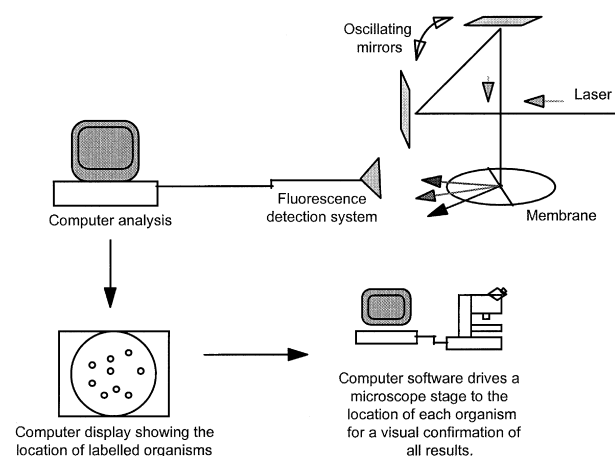 Oscillating
mirrors
Laser
Fluorescence
detection system
Membrane
Computer analysis
Computer display showing the
location of labelled organisms
Computer software drives a
microscope stage to the
location of each organism
for a visual confirmation of
all results.